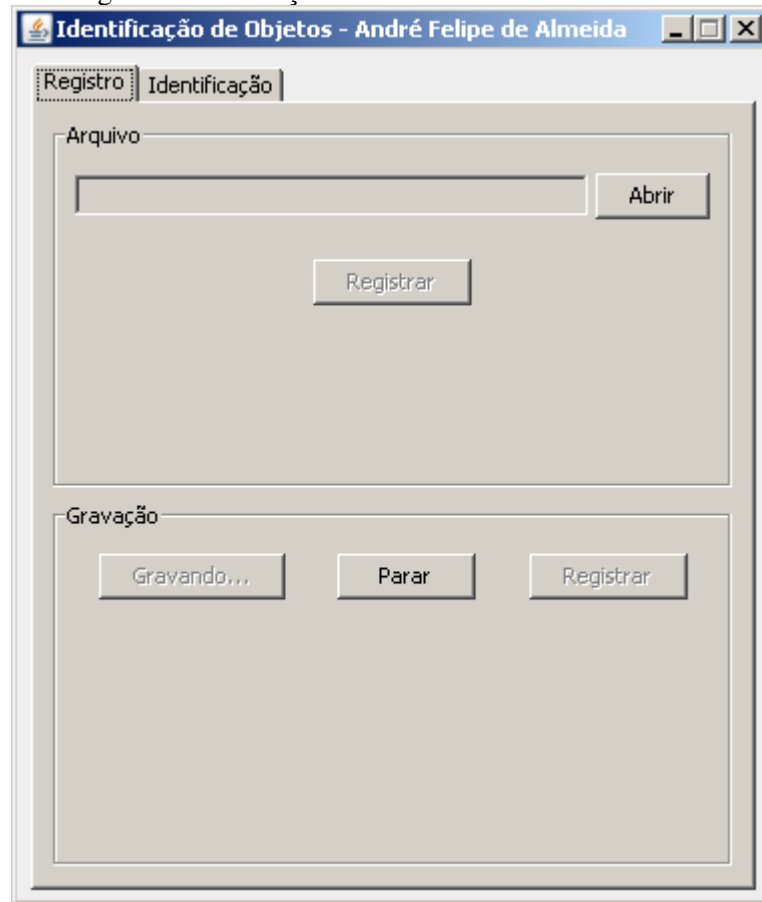 Identificação de Objetos - André Felipe de Almeida
Registro Identificação
Arquivo
Abrir
Registrar
Gravação
Gravando... Parar Registrar